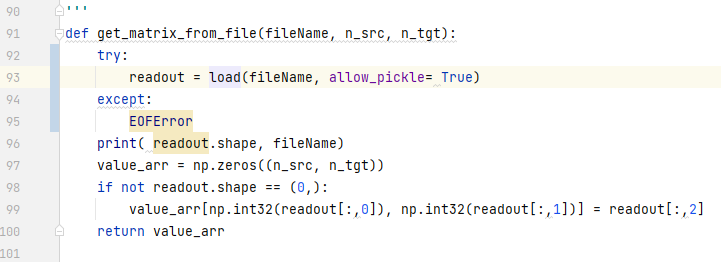 90 '''
91 def get_matrix_from_file(fileName, n_src, n_tgt):
92     try:
93         readout = load(fileName, allow_pickle= True)
94     except:
95         EOFError
96     print( readout.shape, fileName)
97     value_arr = np.zeros((n_src, n_tgt))
98     if not readout.shape == (0,):
99         value_arr[np.int32(readout[:,0]), np.int32(readout[:,1])] = readout[:,2]
100     return value_arr
101